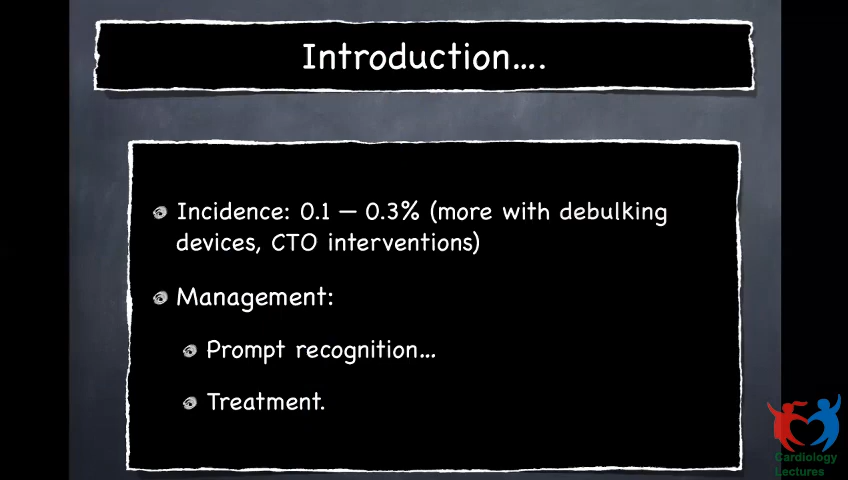 Introduction....
Incidence: 0.1 – 0.3% (more with debulking
devices, CTO interventions)
Management:
Prompt recognition...
Treatment.
Cardiology
Lectures